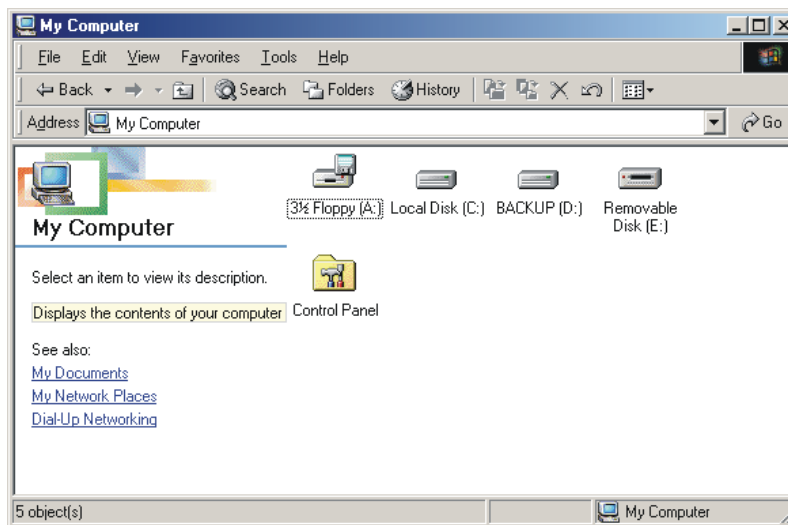 My Computer
File Edit View Favorites Tools Help
Back Search Folders History
Address My Computer Go
3½ Floppy (A:) Local Disk (C:) BACKUP (D:) Removable Disk (E:)
My Computer
Select an item to view its description.
Displays the contents of your computer Control Panel
See also:
My Documents
My Network Places
Dial-Up Networking
5 object(s) My Computer